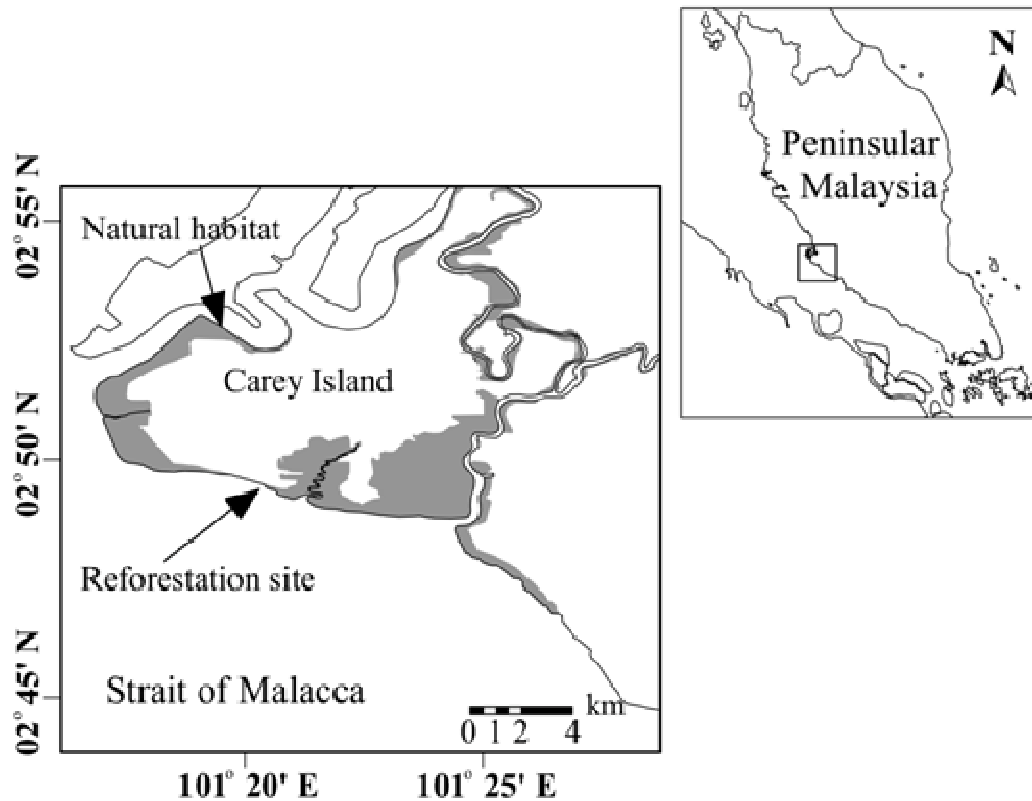 N
Peninsular
Malaysia
02° 55' N
Natural habitat
Carey Island
02° 50' N
Reforestation site
02° 45' N
Strait of Malacca
km
0 1 2 4
101° 20' E 101° 25' E